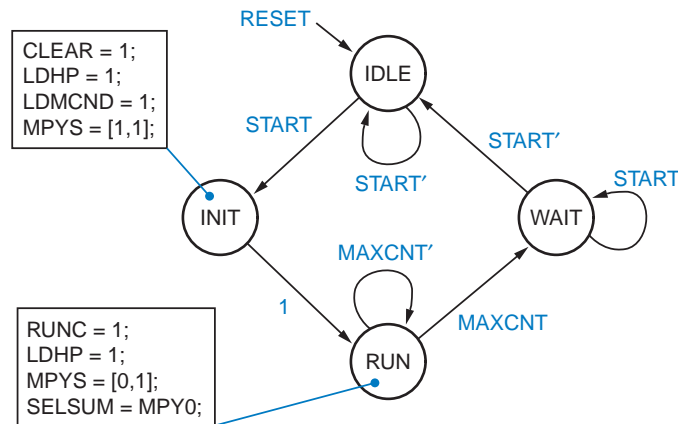 RESET
CLEAR = 1;
LDHP = 1;
LDMCND = 1;
MPYS = [1,1];
IDLE
START
START′
START′
START
INIT
WAIT
MAXCNT′
1
MAXCNT
RUN
RUNC = 1;
LDHP = 1;
MPYS = [0,1];
SELSUM = MPY0;